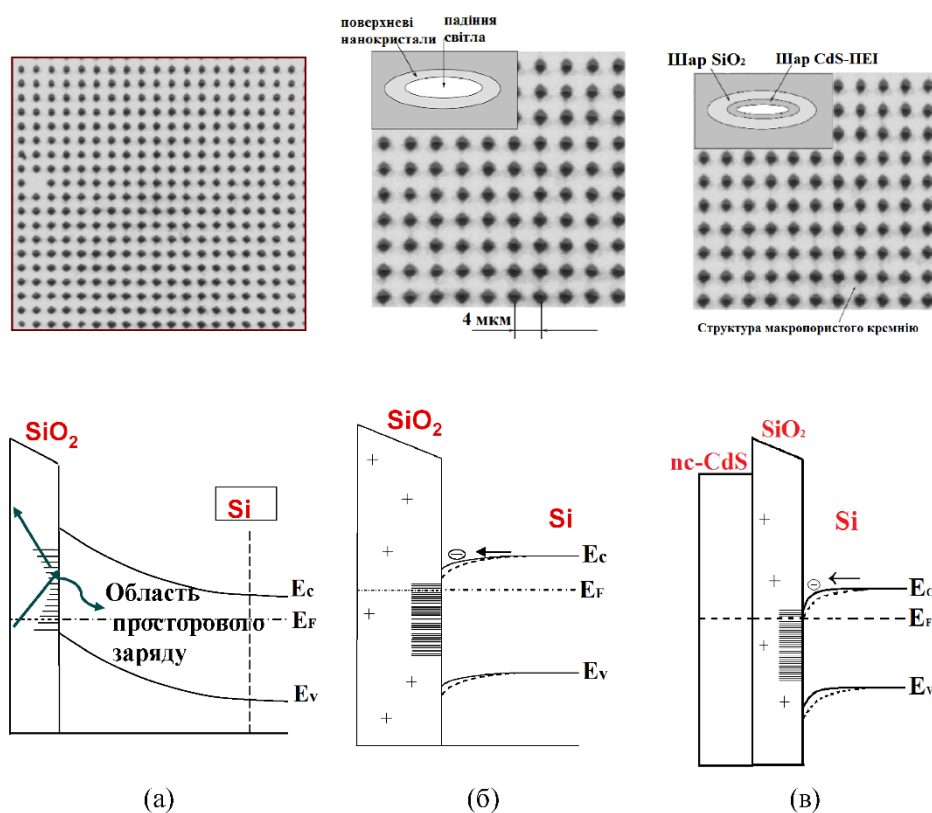 поверхневі
нанокристали
падіння
світла
4 мкм
Шар SiO₂
Шар CdS-ПЕІ
Структура макропористого кремнію
SiO₂
Si
Ec
EF
Ev
Область
просторового
заряду
(а)
SiO₂
Si
Ec
EF
Ev
(б)
nc-CdS
SiO₂
Si
EC
EF
Ev
(в)